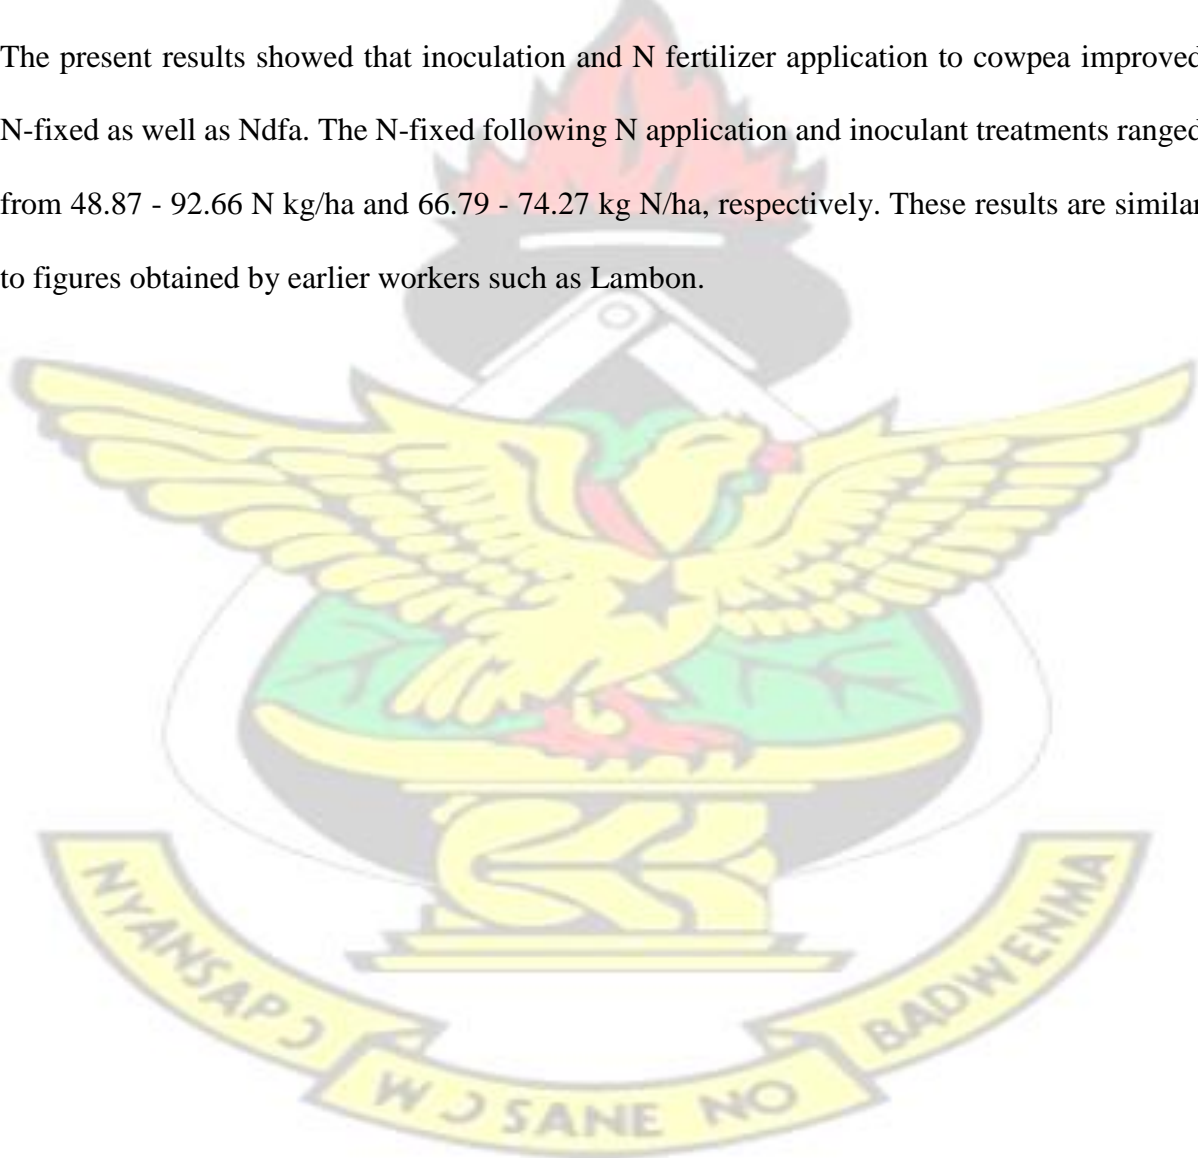 The present results showed that inoculation and N fertilizer application to cowpea improved
N-fixed as well as Ndfa. The N-fixed following N application and inoculant treatments ranged
from 48.87 - 92.66 N kg/ha and 66.79 - 74.27 kg N/ha, respectively. These results are similar
to figures obtained by earlier workers such as Lambon.
NYANSAPƆ
WƆSANE NO
BADWENMA